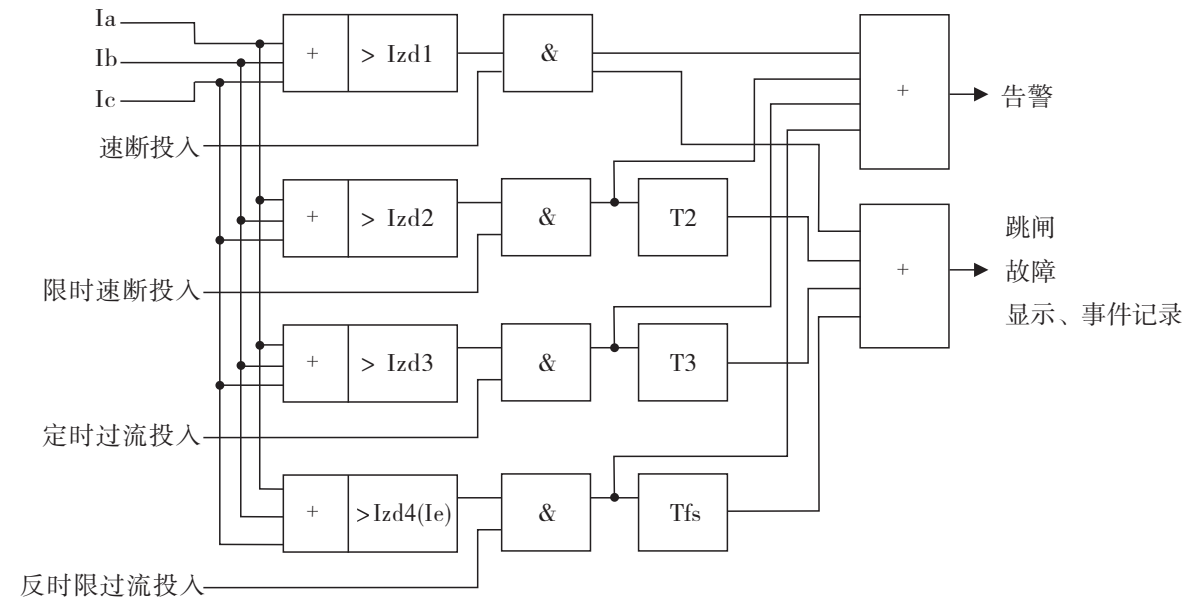 Ia
Ib
Ic
+
> Izd1
&
+
告警
速断投入
+
> Izd2
&
T2
+
跳闸
故障
显示、事件记录
限时速断投入
+
> Izd3
&
T3
定时过流投入
+
>Izd4(Ie)
&
Tfs
反时限过流投入